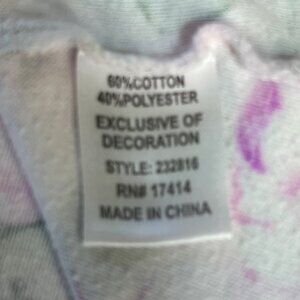 60%COTTON
40%POLYESTER
EXCLUSIVE OF
DECORATION
STYLE: 232816
RN# 17414
MADE IN CHINA